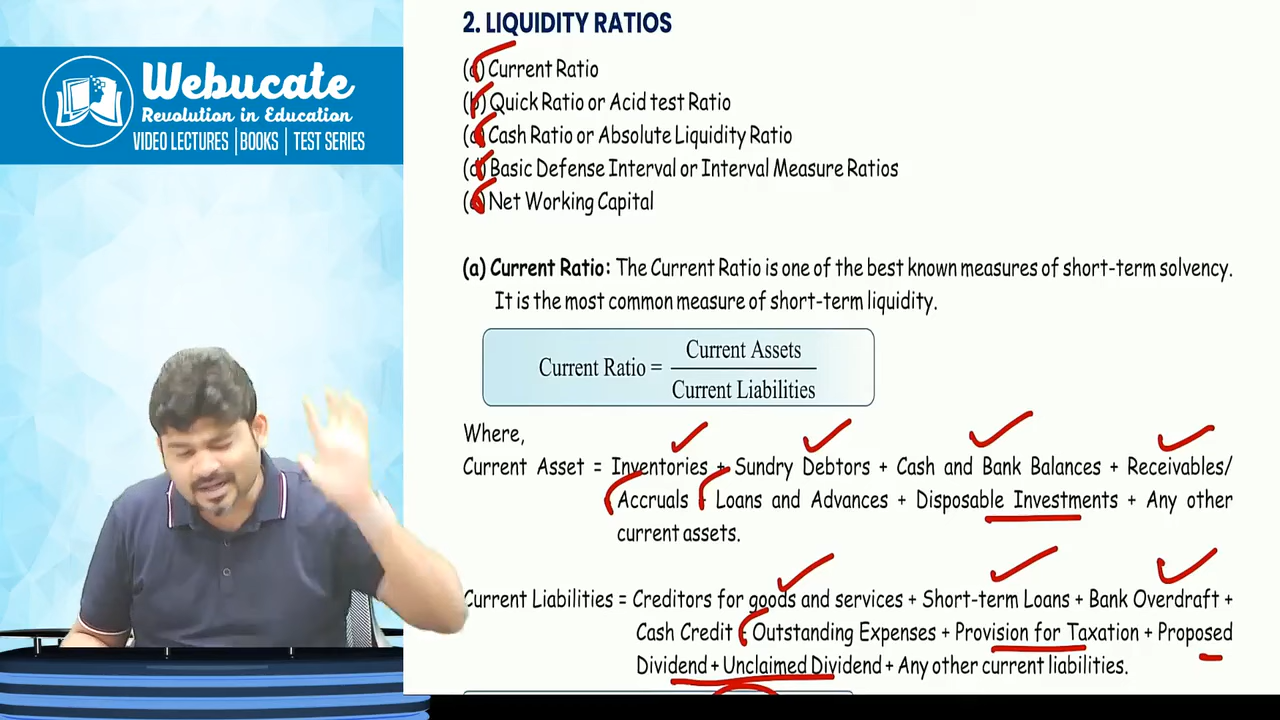 Webucate
Revolution in Education
VIDEO LECTURES | BOOKS | TEST SERIES
2. LIQUIDITY RATIOS
(a) Current Ratio
(b) Quick Ratio or Acid test Ratio
(c) Cash Ratio or Absolute Liquidity Ratio
(d) Basic Defense Interval or Interval Measure Ratios
(e) Net Working Capital
(a) Current Ratio: The Current Ratio is one of the best known measures of short-term solvency.
It is the most common measure of short-term liquidity.
Current Ratio = Current Assets / Current Liabilities
Where,
Current Asset = Inventories + Sundry Debtors + Cash and Bank Balances + Receivables/
Accruals + Loans and Advances + Disposable Investments + Any other
current assets.
Current Liabilities = Creditors for goods and services + Short-term Loans + Bank Overdraft +
Cash Credit + Outstanding Expenses + Provision for Taxation + Proposed
Dividend + Unclaimed Dividend + Any other current liabilities.